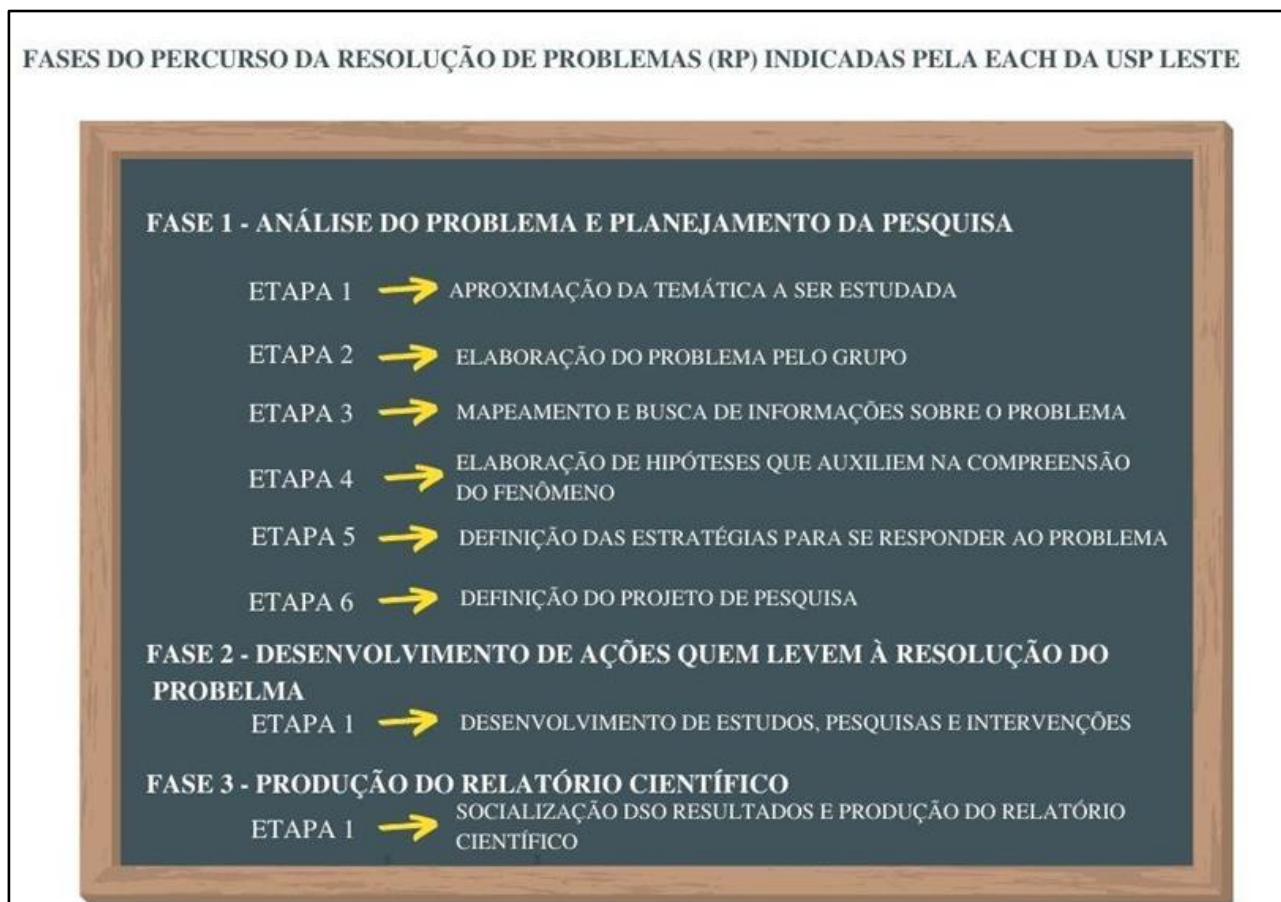 FASES DO PERCURSO DA RESOLUÇÃO DE PROBLEMAS (RP) INDICADAS PELA EACH DA USP LESTE
FASE 1 - ANÁLISE DO PROBLEMA E PLANEJAMENTO DA PESQUISA
ETAPA 1 APROXIMAÇÃO DA TEMÁTICA A SER ESTUDADA
ETAPA 2 ELABORAÇÃO DO PROBLEMA PELO GRUPO
ETAPA 3 MAPEAMENTO E BUSCA DE INFORMAÇÕES SOBRE O PROBLEMA
ETAPA 4 ELABORAÇÃO DE HIPÓTESES QUE AUXILIEM NA COMPREENSÃO
DO FENÔMENO
ETAPA 5 DEFINIÇÃO DAS ESTRATÉGIAS PARA SE RESPONDER AO PROBLEMA
ETAPA 6 DEFINIÇÃO DO PROJETO DE PESQUISA
FASE 2 - DESENVOLVIMENTO DE AÇÕES QUEM LEVEM À RESOLUÇÃO DO
PROBELMA
ETAPA 1 DESENVOLVIMENTO DE ESTUDOS, PESQUISAS E INTERVENÇÕES
FASE 3 - PRODUÇÃO DO RELATÓRIO CIENTÍFICO
ETAPA 1 SOCIALIZAÇÃO DSO RESULTADOS E PRODUÇÃO DO RELATÓRIO
CIENTÍFICO